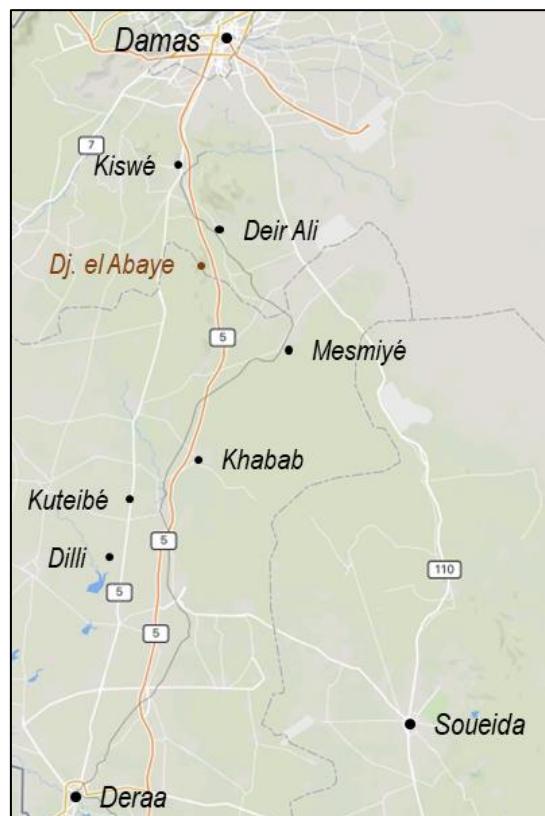 Damas
7
Kiswé
Deir Ali
Dj. el Abaye
5
Mesmiyé
Khabab
Kuteibé
5
Dilli
110
5
5
Soueida
Deraa